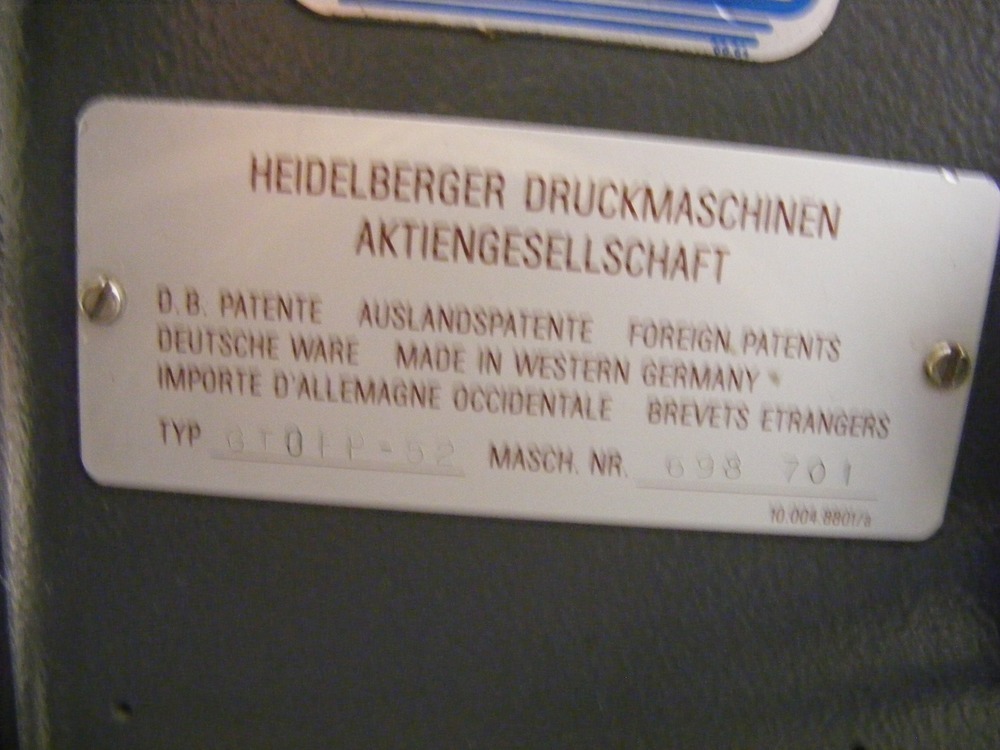 HEIDELBERGER DRUCKMASCHINEN
AKTIENGESELLSCHAFT
D.B. PATENTE AUSLANDSPATENTE FOREIGN PATENTS
DEUTSCHE WARE MADE IN WESTERN GERMANY
IMPORTE D'ALLEMAGNE OCCIDENTALE BREVETS ETRANGERS
TYP GTOFP-52 MASCH. NR. 698 701
10.004.8801/a